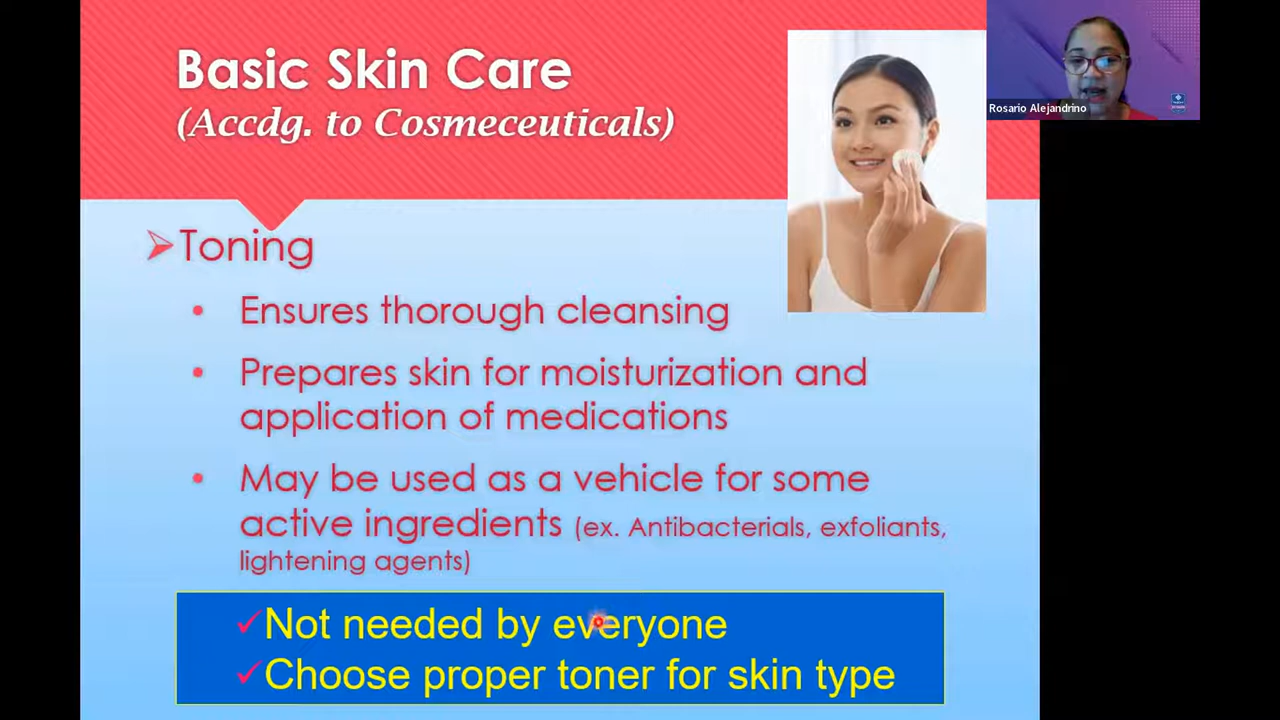 Basic Skin Care
(Accdg. to Cosmeceuticals)
Rosario Alejandrino
Toning
Ensures thorough cleansing
Prepares skin for moisturization and
application of medications
May be used as a vehicle for some
active ingredients (ex. Antibacterials, exfoliants,
lightening agents)
Not needed by everyone
Choose proper toner for skin type